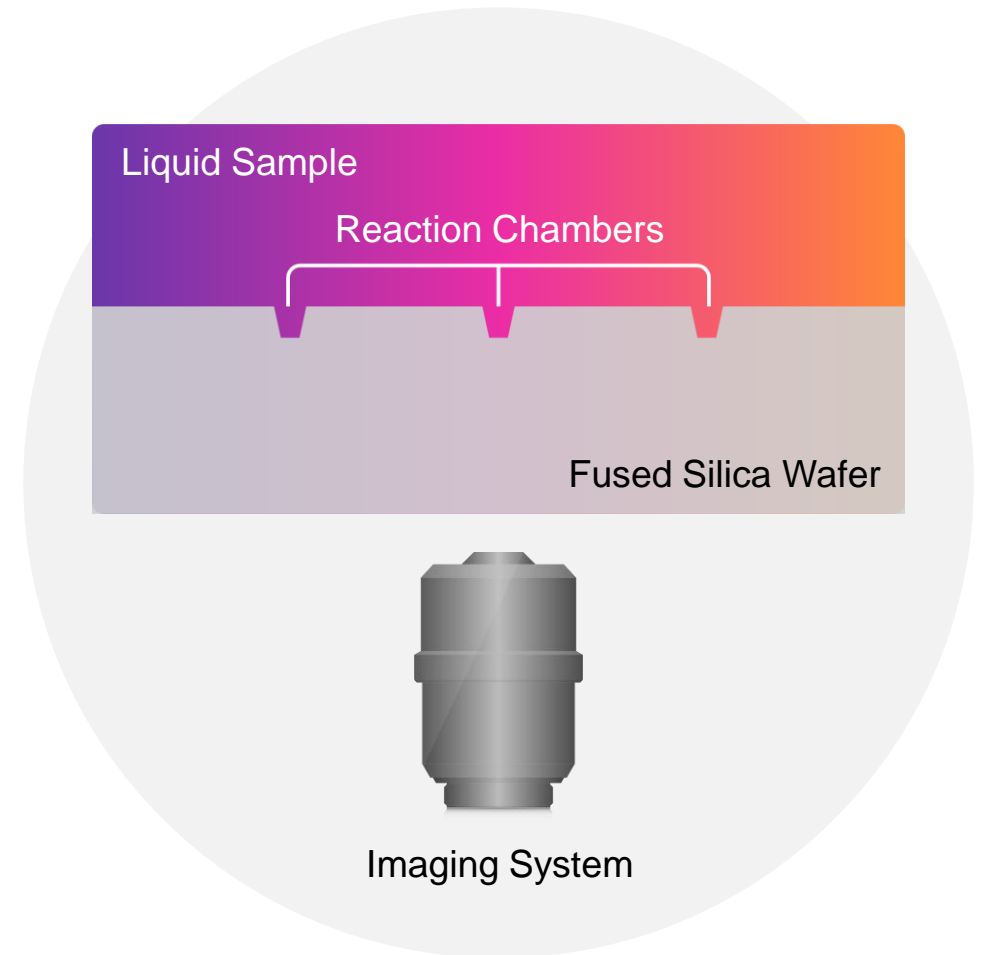 Liquid Sample
Reaction Chambers
Fused Silica Wafer
Imaging System